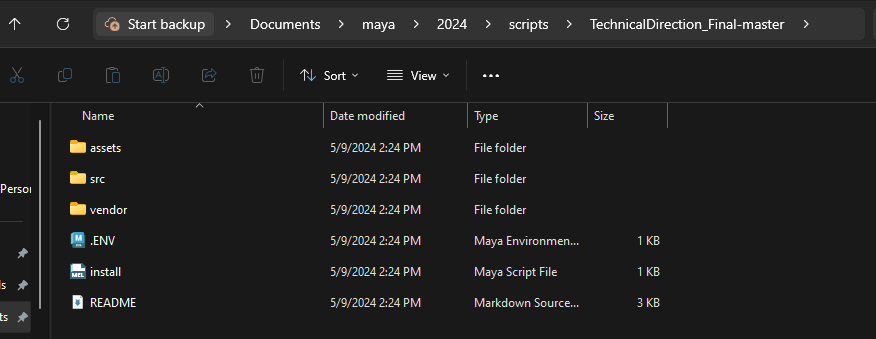 Start backup > Documents > maya > 2024 > scripts > TechnicalDirection_Final-master >
Sort View ...
Name Date modified Type Size
assets 5/9/2024 2:24 PM File folder
src 5/9/2024 2:24 PM File folder
Persor
vendor 5/9/2024 2:24 PM File folder
.ENV 5/9/2024 2:24 PM Maya Environmen... 1 KB
ls MEL install 5/9/2024 2:24 PM Maya Script File 1 KB
ts README 5/9/2024 2:24 PM Markdown Source... 3 KB